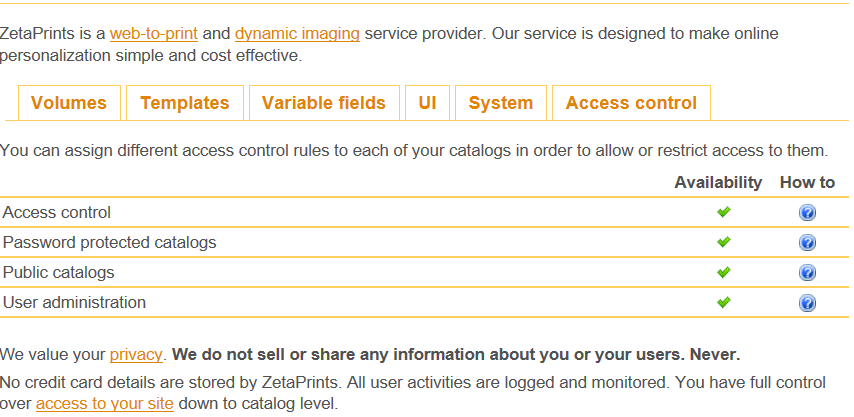 ZetaPrints is a web-to-print and dynamic imaging service provider. Our service is designed to make online
personalization simple and cost effective.
Volumes Templates Variable fields UI System Access control
You can assign different access control rules to each of your catalogs in order to allow or restrict access to them.
Availability How to
Access control
Password protected catalogs
Public catalogs
User administration
We value your privacy. We do not sell or share any information about you or your users. Never.
No credit card details are stored by ZetaPrints. All user activities are logged and monitored. You have full control
over access to your site down to catalog level.